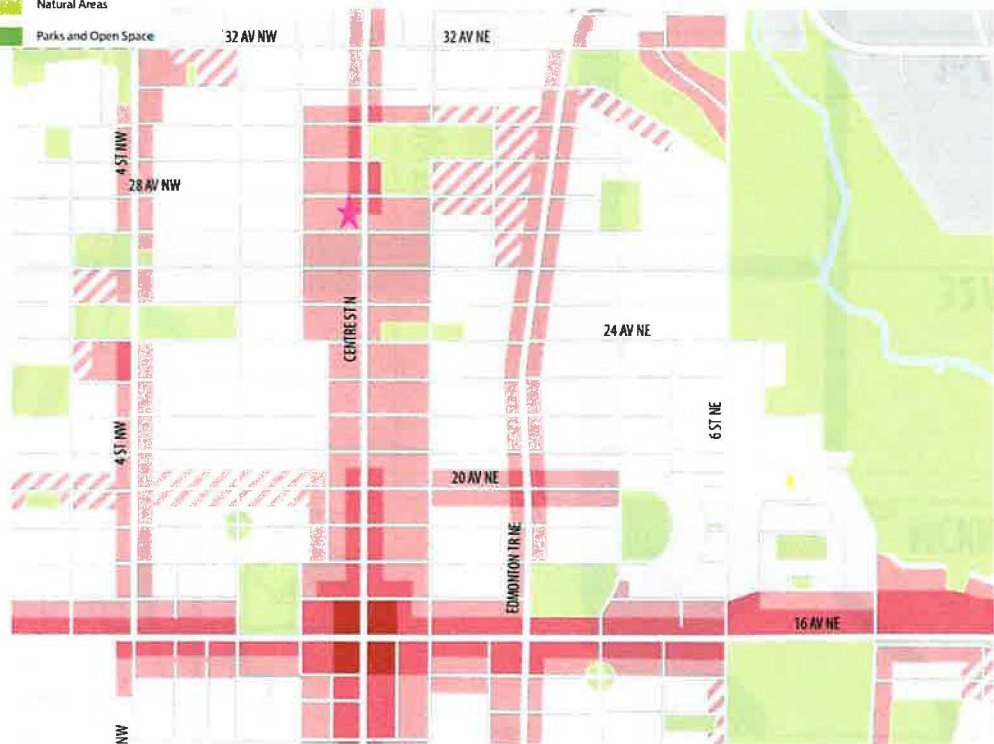 Natural Areas
Parks and Open Space
32 AV NW
32 AV NE
4 ST NW
28 AV NW
CENTRE ST N
24 AV NE
4 ST NW
6 ST NE
20 AV NE
EDMONTON TR NE
16 AV NE
NW